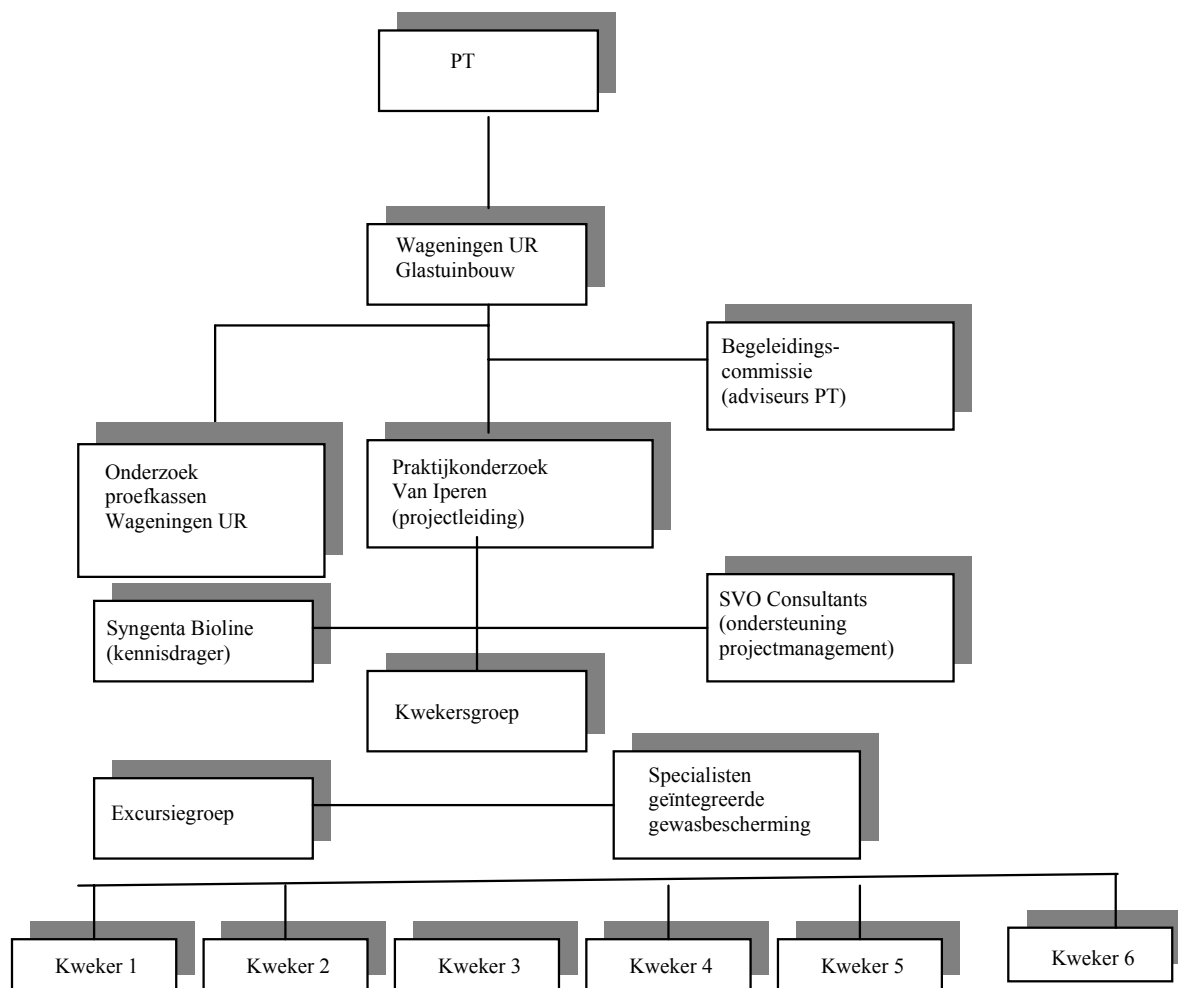 PT
Wageningen UR
Glastuinbouw
Begeleidings-
commissie
(adviseurs PT)
Onderzoek
proefkassen
Wageningen UR
Praktijkonderzoek
Van Iperen
(projectleiding)
Syngenta Bioline
(kennisdrager)
SVO Consultants
(ondersteuning
projectmanagement)
Kwekersgroep
Excursiegroep
Specialisten
geïntegreerde
gewasbescherming
Kweker 1
Kweker 2
Kweker 3
Kweker 4
Kweker 5
Kweker 6